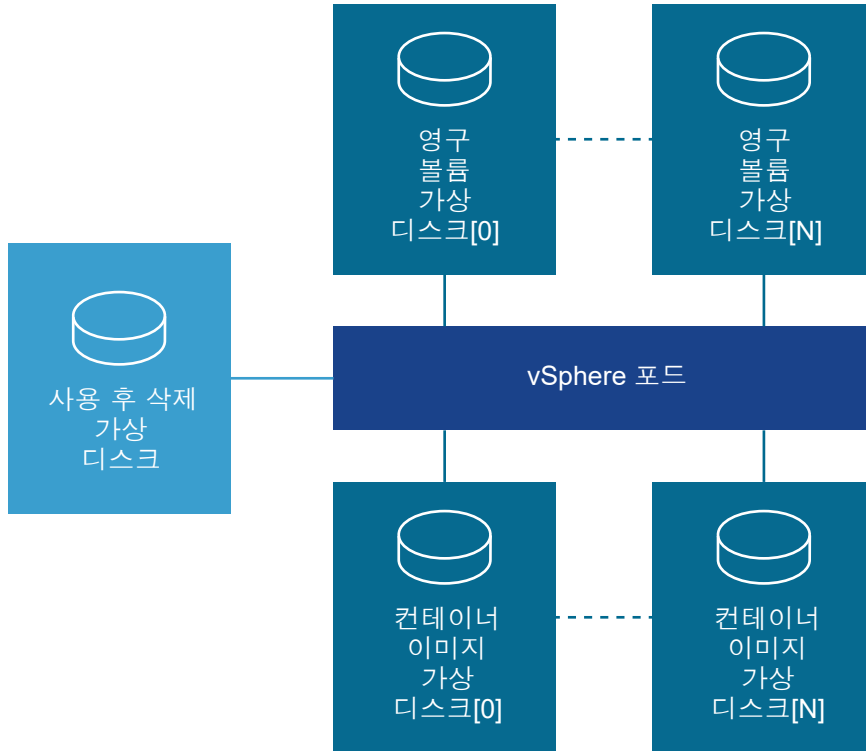 영구
볼륨
가상
디스크[0]
영구
볼륨
가상
디스크[N]
사용 후 삭제
가상
디스크
vSphere 포드
컨테이너
이미지
가상
디스크[0]
컨테이너
이미지
가상
디스크[N]